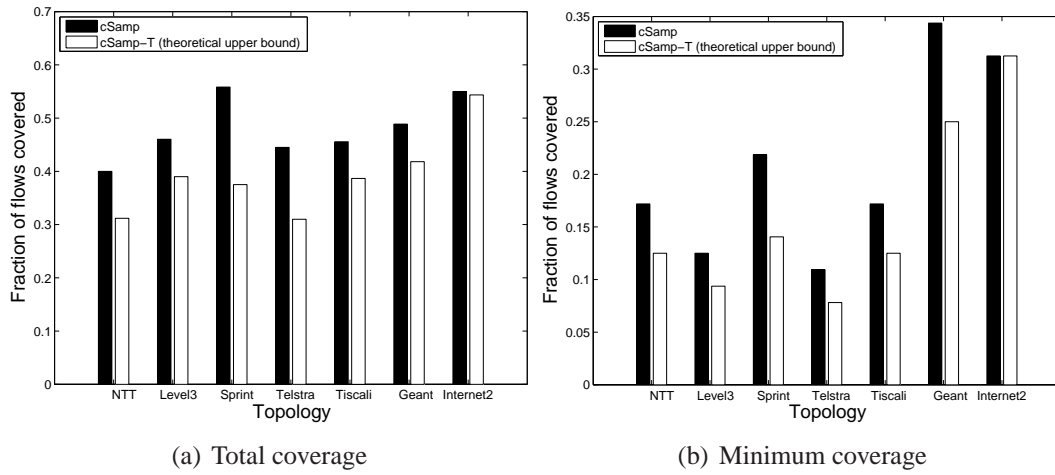 0.7
0.6
0.5
0.4
0.3
0.2
0.1
0
Fraction of flows covered
cSamp
cSamp-T (theoretical upper bound)
NTT Level3 Sprint Telstra Tiscali Geant Internet2
Topology
(a) Total coverage
0.35
0.3
0.25
0.2
0.15
0.1
0.05
0
Fraction of flows covered
cSamp
cSamp-T (theoretical upper bound)
NTT Level3 Sprint Telstra Tiscali Geant Internet2
Topology
(b) Minimum coverage